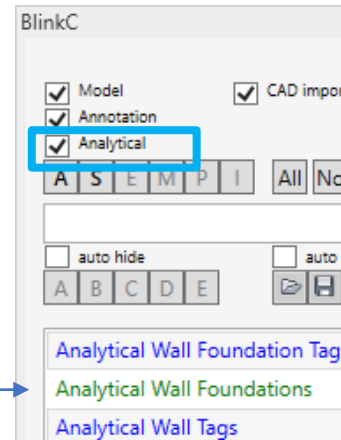 BlinkC
Model CAD impor
Annotation
Analytical
A S E M P I All No
auto hide auto
A B C D E
Analytical Wall Foundation Tag
Analytical Wall Foundations
Analytical Wall Tags